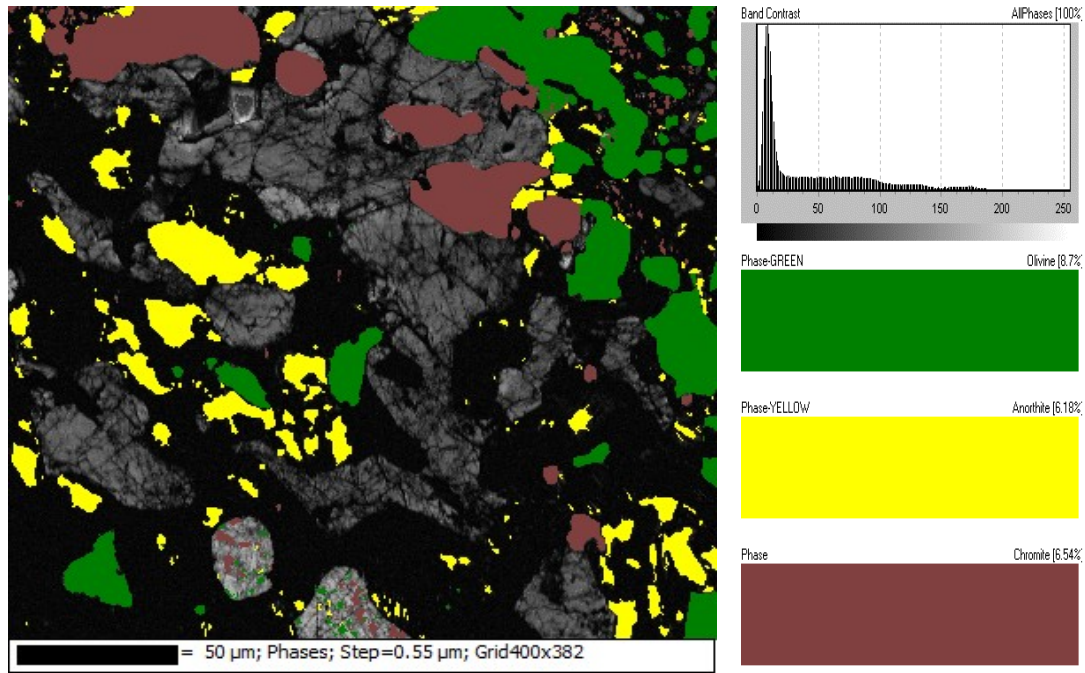 Band Contrast AllPhases [100%]
0 50 100 150 200 250
Phase-GREEN Olivine [8.7%]
Phase-YELLOW Anorthite [6.18%]
Phase Chromite [6.54%]
= 50 µm; Phases; Step=0.55 µm; Grid400x382